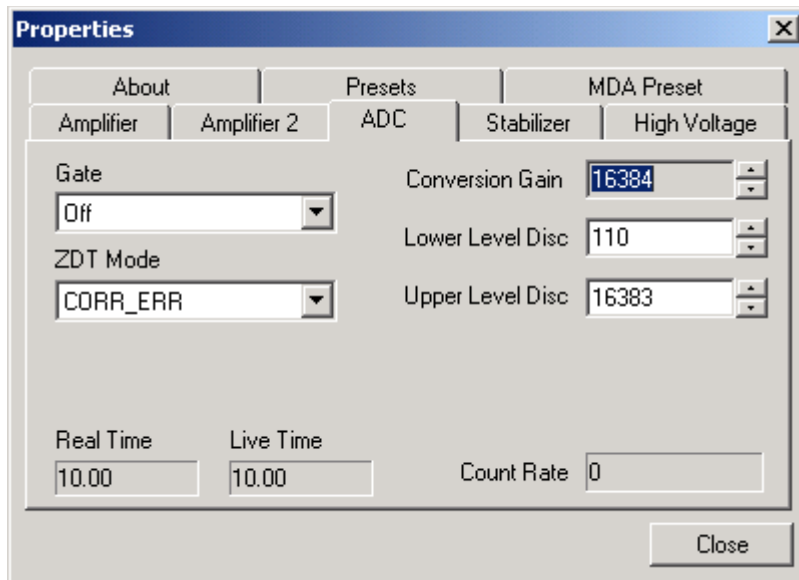 Properties
About Presets MDA Preset
Amplifier Amplifier 2 ADC Stabilizer High Voltage
Gate
Off
ZDT Mode
CORR_ERR
Conversion Gain 16384
Lower Level Disc 110
Upper Level Disc 16383
Real Time Live Time
10.00 10.00
Count Rate 0
Close